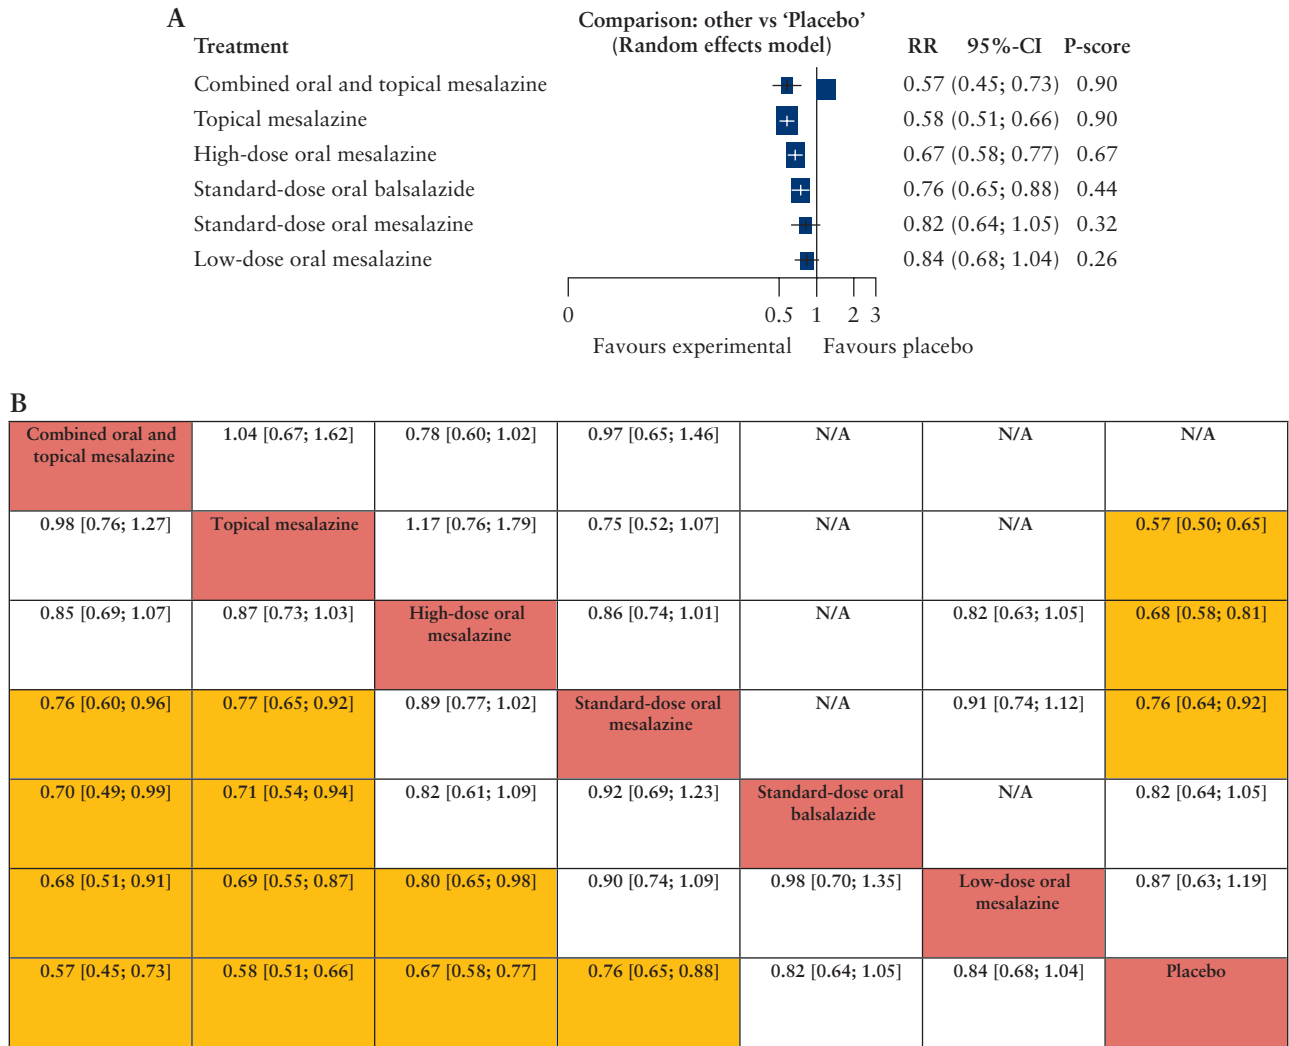 A
Comparison: other vs ‘Placebo’
Treatment (Random effects model) RR 95%-CI P-score
Combined oral and topical mesalazine 0.57 (0.45; 0.73) 0.90
Topical mesalazine 0.58 (0.51; 0.66) 0.90
High-dose oral mesalazine 0.67 (0.58; 0.77) 0.67
Standard-dose oral balsalazide 0.76 (0.65; 0.88) 0.44
Standard-dose oral mesalazine 0.82 (0.64; 1.05) 0.32
Low-dose oral mesalazine 0.84 (0.68; 1.04) 0.26
0 0.5 1 2 3
Favours experimental Favours placebo
B
Combined oral and
topical mesalazine
1.04 [0.67; 1.62]
0.78 [0.60; 1.02]
0.97 [0.65; 1.46]
N/A
N/A
N/A
0.98 [0.76; 1.27]
Topical mesalazine
1.17 [0.76; 1.79]
0.75 [0.52; 1.07]
N/A
N/A
0.57 [0.50; 0.65]
0.85 [0.69; 1.07]
0.87 [0.73; 1.03]
High-dose oral
mesalazine
0.86 [0.74; 1.01]
N/A
0.82 [0.63; 1.05]
0.68 [0.58; 0.81]
0.76 [0.60; 0.96]
0.77 [0.65; 0.92]
0.89 [0.77; 1.02]
Standard-dose oral
mesalazine
N/A
0.91 [0.74; 1.12]
0.76 [0.64; 0.92]
0.70 [0.49; 0.99]
0.71 [0.54; 0.94]
0.82 [0.61; 1.09]
0.92 [0.69; 1.23]
Standard-dose oral
balsalazide
N/A
0.82 [0.64; 1.05]
0.68 [0.51; 0.91]
0.69 [0.55; 0.87]
0.80 [0.65; 0.98]
0.90 [0.74; 1.09]
0.98 [0.70; 1.35]
Low-dose oral
mesalazine
0.87 [0.63; 1.19]
0.57 [0.45; 0.73]
0.58 [0.51; 0.66]
0.67 [0.58; 0.77]
0.76 [0.65; 0.88]
0.82 [0.64; 1.05]
0.84 [0.68; 1.04]
Placebo